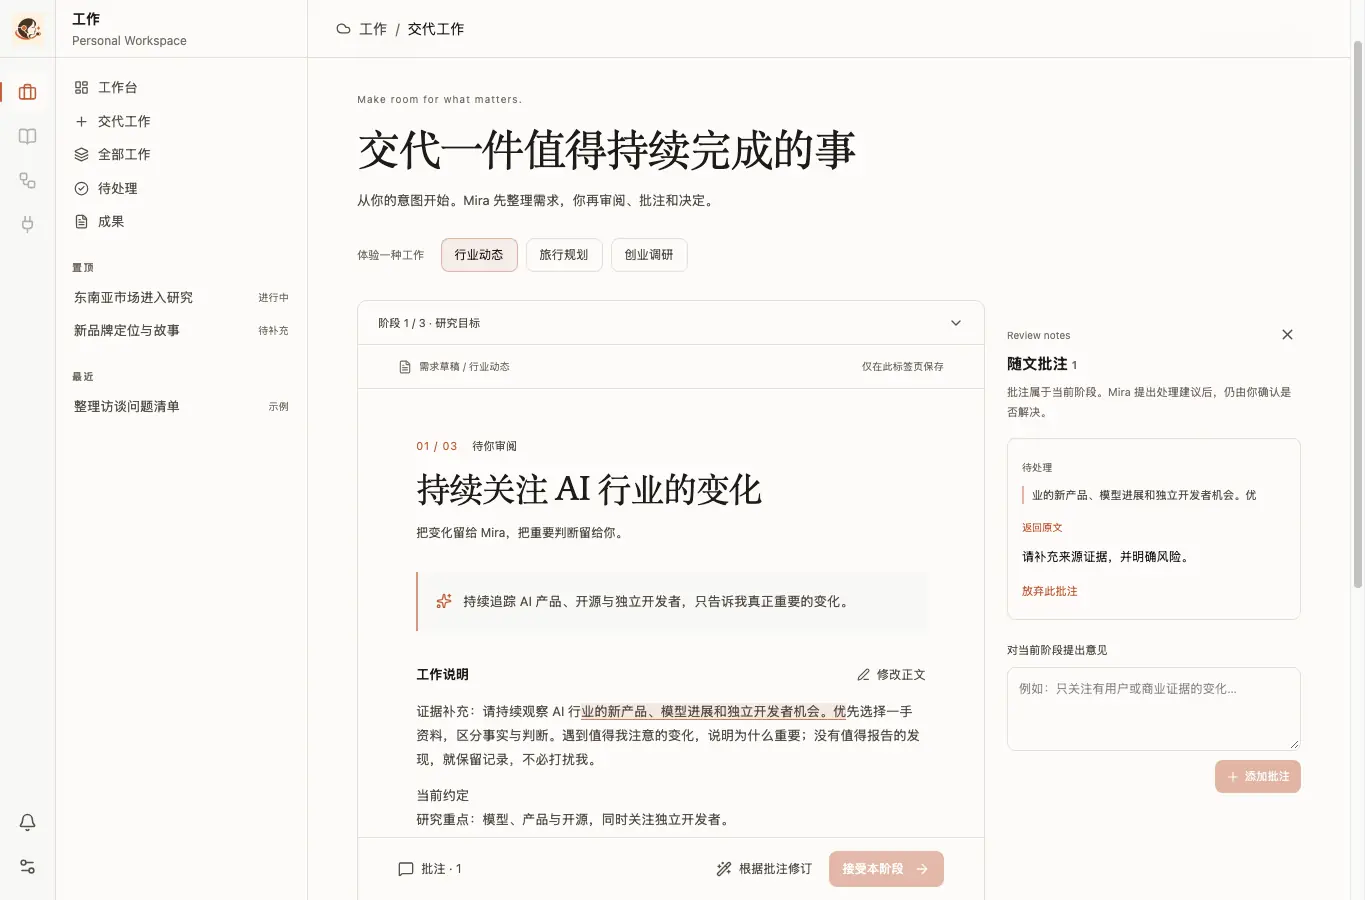 工作
Personal Workspace
工作台
交代工作
全部工作
待处理
成果
置顶
东南亚市场进入研究 进行中
新品牌定位与故事 待补充
最近
整理访谈问题清单 示例
工作 / 交代工作
Make room for what matters.
交代一件值得持续完成的事
从你的意图开始。Mira 先整理需求，你再审阅、批注和决定。
体验一种工作 行业动态 旅行规划 创业调研
阶段 1 / 3 · 研究目标
需求草稿 / 行业动态 仅在此标签页保存
01 / 03 待你审阅
持续关注 AI 行业的变化
把变化留给 Mira，把重要判断留给你。
持续追踪 AI 产品、开源与独立开发者，只告诉我真正重要的变化。
工作说明 修改正文
证据补充：请持续观察 AI 行业的新产品、模型进展和独立开发者机会。优先选择一手
资料，区分事实与判断。遇到值得我注意的变化，说明为什么重要；没有值得报告的发
现，就保留记录，不必打扰我。
当前约定
研究重点：模型、产品与开源，同时关注独立开发者。
批注 · 1 根据批注修订 接受本阶段
Review notes
随文批注 1
批注属于当前阶段。Mira 提出处理建议后，仍由你确认是
否解决。
待处理
业的新产品、模型进展和独立开发者机会。优
返回原文
请补充来源证据，并明确风险。
放弃此批注
对当前阶段提出意见
例如：只关注有用户或商业证据的变化...
添加批注